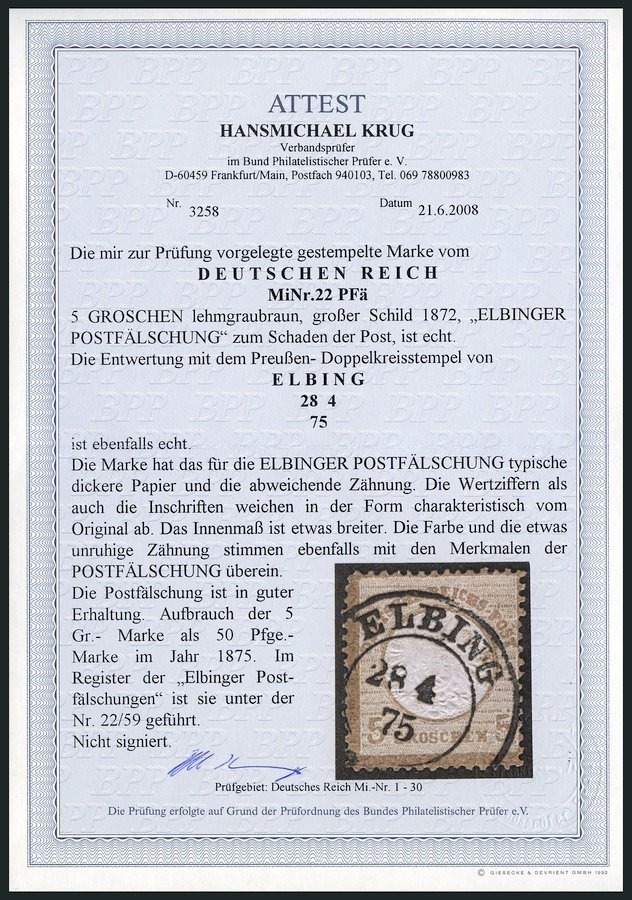 ATTEST
HANSMICHAEL KRUG
Verbandsprüfer
im Bund Philatelistischer Prüfer e. V.
D-60459 Frankfurt/Main, Postfach 940103, Tel. 069 78800983
Nr. 3258 Datum 21.6.2008
Die mir zur Prüfung vorgelegte gestempelte Marke vom
DEUTSCHEN REICH
MiNr.22 PFä
5 GROSCHEN lehmgraubraun, großer Schild 1872, „ELBINGER
POSTFÄLSCHUNG“ zum Schaden der Post, ist echt.
Die Entwertung mit dem Preußen- Doppelkreisstempel von
ELBING
28 4
75
ist ebenfalls echt.
Die Marke hat das für die ELBINGER POSTFÄLSCHUNG typische
dickere Papier und die abweichende Zähnung. Die Wertziffern als
auch die Inschriften weichen in der Form charakteristisch vom
Original ab. Das Innenmaß ist etwas breiter. Die Farbe und die etwas
unruhige Zähnung stimmen ebenfalls mit den Merkmalen der
POSTFÄLSCHUNG überein.
Die Postfälschung ist in guter
Erhaltung. Aufbrauch der 5
Gr.- Marke als 50 Pfge.-
Marke im Jahr 1875. Im
Register der „Elbinger Post-
fälschungen“ ist sie unter der
Nr. 22/59 geführt.
Nicht signiert.
REICHS-POST
ELBING
28 4
75
5 GROSCHEN 5
Prüfgebiet: Deutsches Reich Mi.-Nr. 1 - 30
Die Prüfung erfolgte auf Grund der Prüfordnung des Bundes Philatelistischer Prüfer e.V.
© GIESECKE & DEVRIENT GMBH 1992